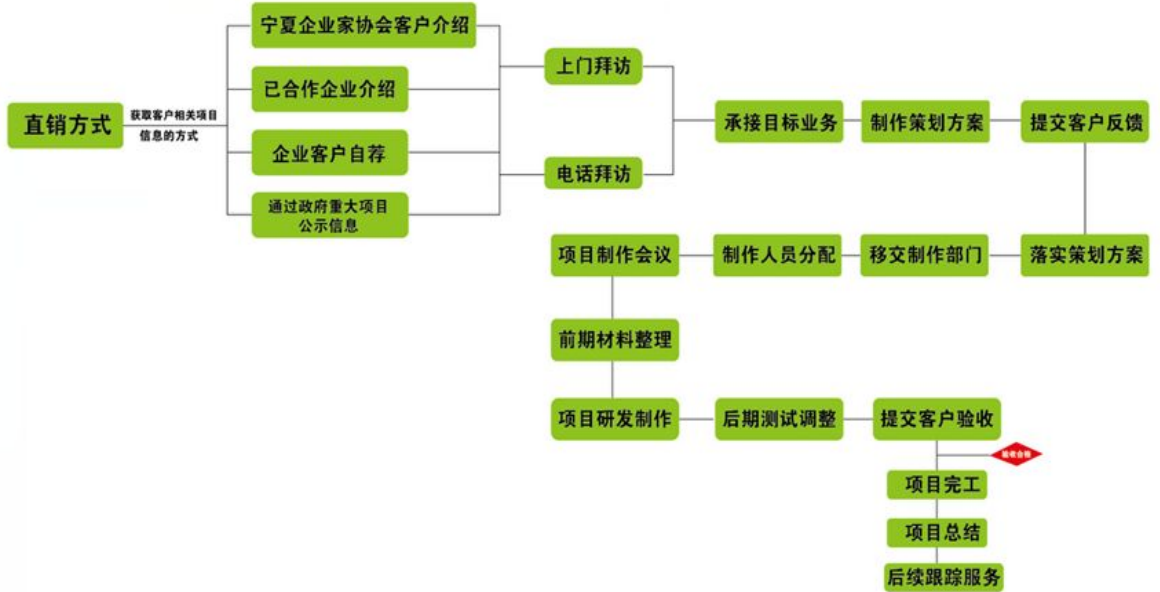 直销方式
获取客户相关项目
信息的方式
宁夏企业家协会客户介绍
已合作企业介绍
企业客户自荐
通过政府重大项目
公示信息
上门拜访
电话拜访
承接目标业务
制作策划方案
提交客户反馈
项目制作会议
制作人员分配
移交制作部门
落实策划方案
前期材料整理
项目研发制作
后期测试调整
提交客户验收
验收合格
项目完工
项目总结
后续跟踪服务